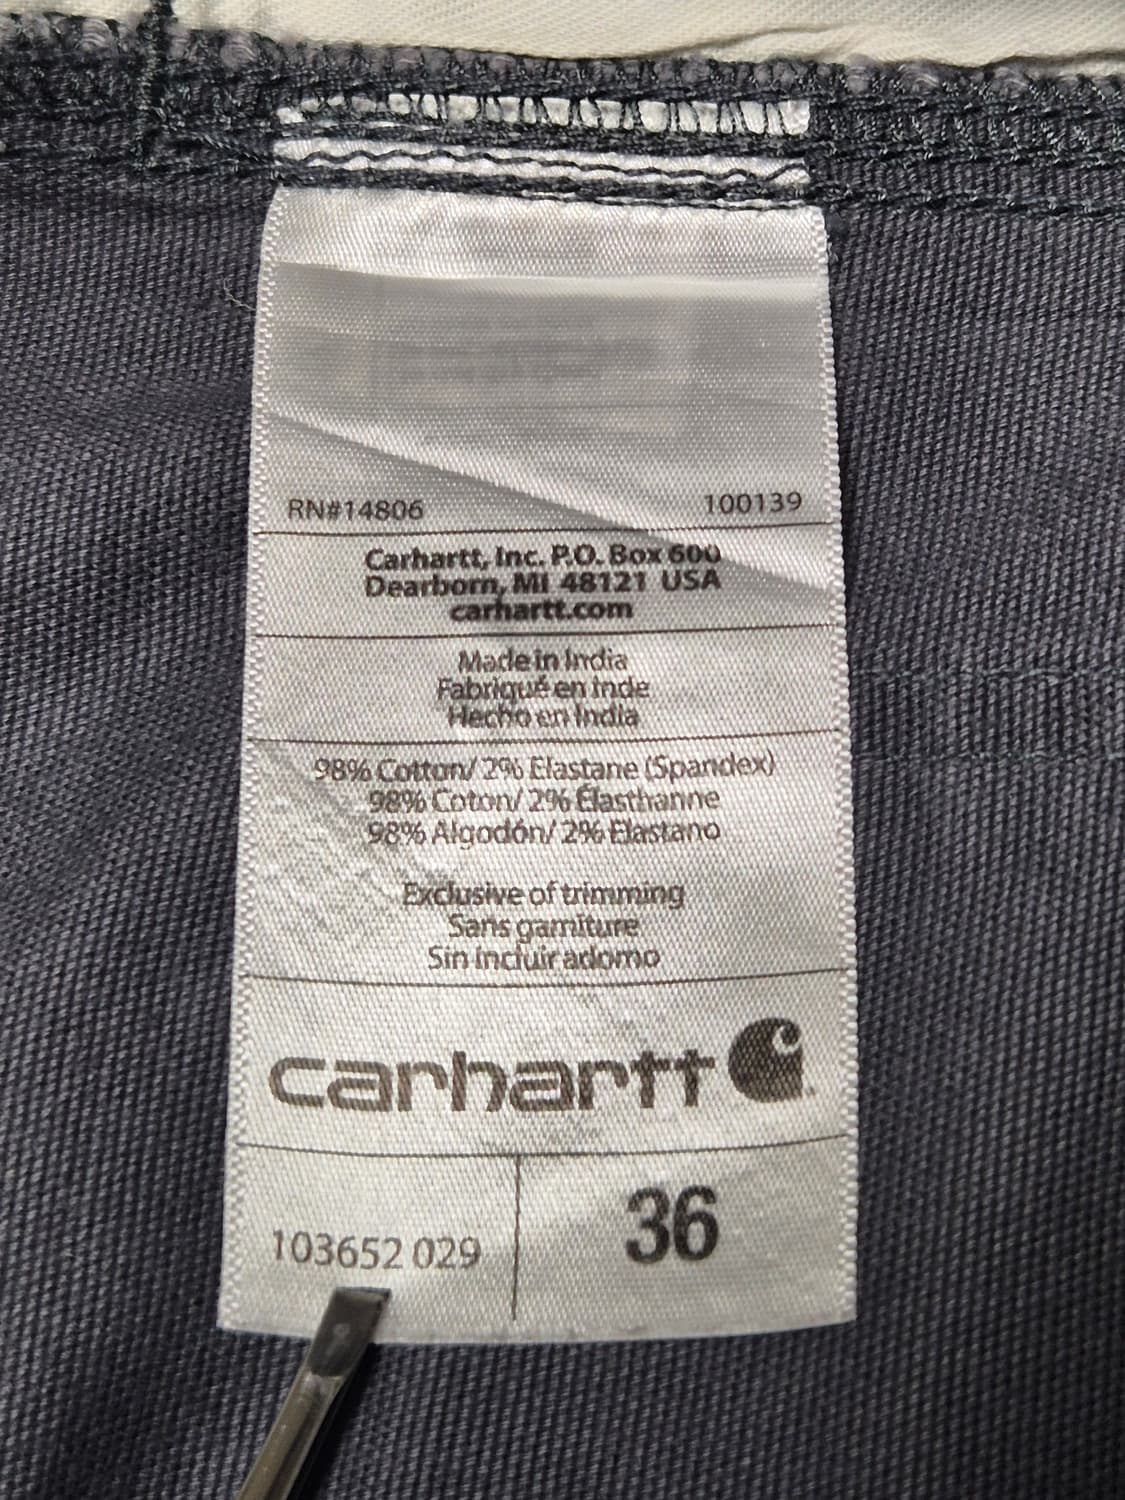 RN#14806 100139
Carhartt, Inc. P.O. Box 600
Dearborn, MI 48121 USA
carhartt.com
Made in India
Fabriqué en Inde
Hecho en India
98% Cotton/ 2% Elastane (Spandex)
98% Coton/ 2% Élasthanne
98% Algodón/ 2% Elastano
Exclusive of trimming
Sans garniture
Sin incluir adorno
carhartt
103652 029 36